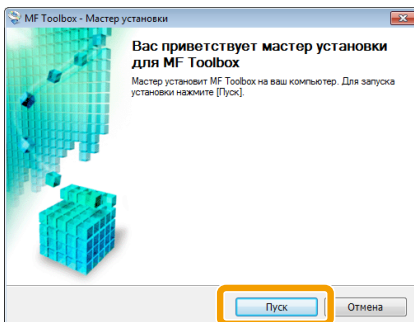 MF Toolbox - Мастер установки
Вас приветствует мастер установки
для MF Toolbox
Мастер установит MF Toolbox на ваш компьютер. Для запуска
установки нажмите [Пуск].
Пуск
Отмена